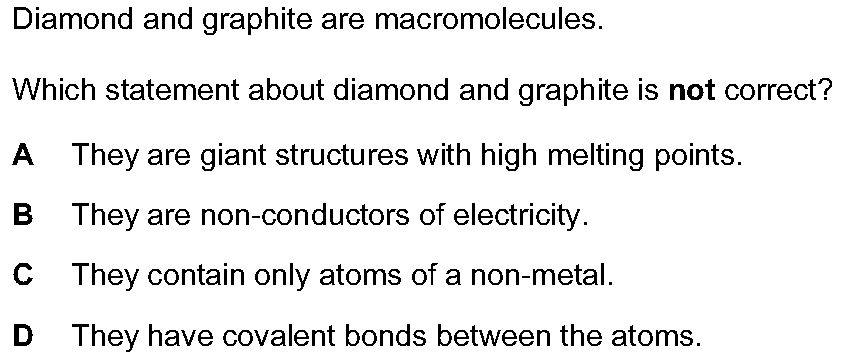 Diamond and graphite are macromolecules.
Which statement about diamond and graphite is not correct?
A They are giant structures with high melting points.
B They are non-conductors of electricity.
C They contain only atoms of a non-metal.
D They have covalent bonds between the atoms.